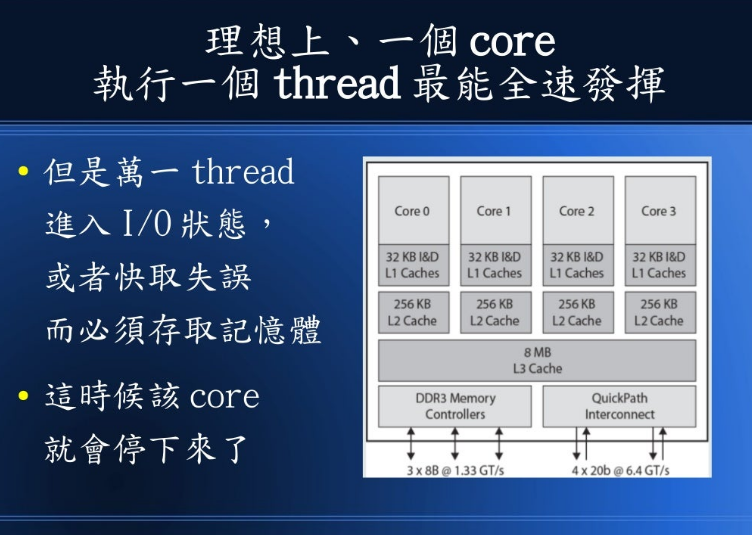 理想上、一個 core
執行一個 thread 最能全速發揮
但是萬一 thread
進入 I/O 狀態，
或者快取失誤
而必須存取記憶體
這時候該 core
就會停下來了
Core 0
Core 1
Core 2
Core 3
32 KB I&D
L1 Caches
32 KB I&D
L1 Caches
32 KB I&D
L1 Caches
32 KB I&D
L1 Caches
256 KB
L2 Cache
256 KB
L2 Cache
256 KB
L2 Cache
256 KB
L2 Cache
8 MB
L3 Cache
DDR3 Memory
Controllers
QuickPath
Interconnect
3 x 8B @ 1.33 GT/s
4 x 20b @ 6.4 GT/s